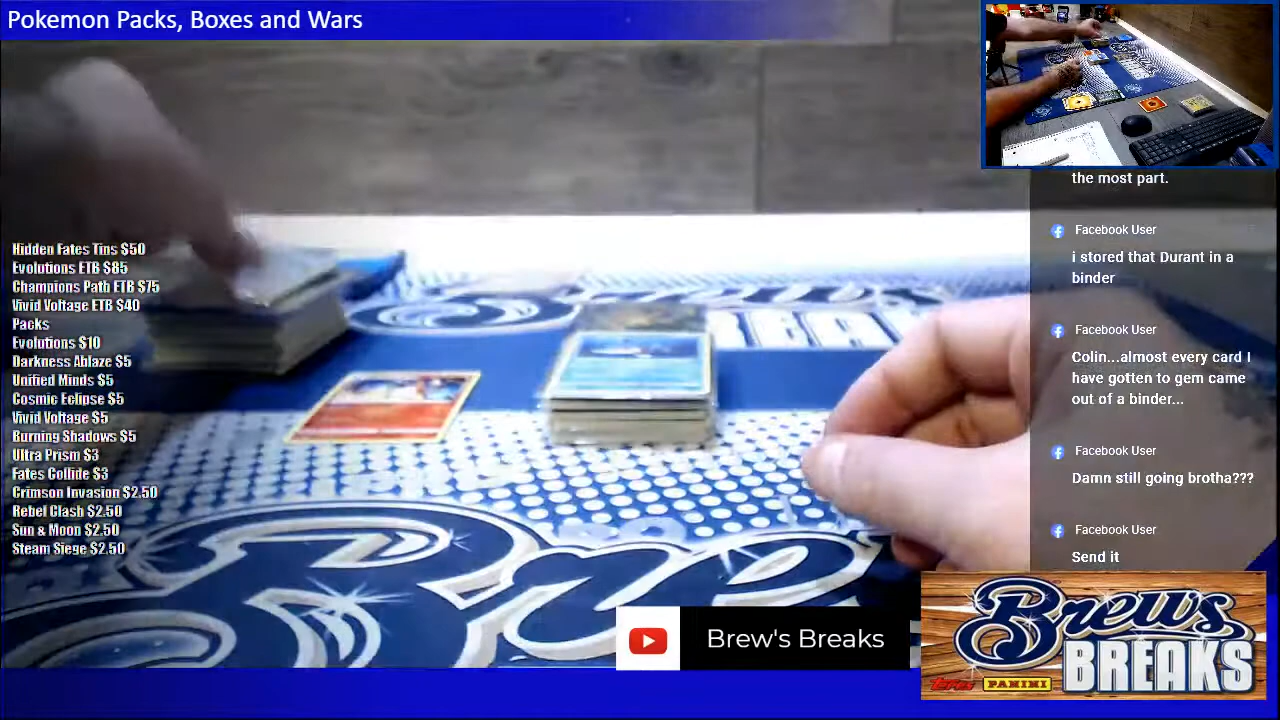 Pokemon Packs, Boxes and Wars
Hidden Fates Tins $50
Evolutions ETB $85
Champions Path ETB $75
Vivid Voltage ETB $40
Packs
Evolutions $10
Darkness Ablaze $5
Unified Minds $5
Cosmic Eclipse $5
Vivid Voltage $5
Burning Shadows $5
Ultra Prism $3
Fates Collide $3
Crimson Invasion $2.50
Rebel Clash $2.50
Sun & Moon $2.50
Steam Siege $2.50
the most part.
Facebook User
i stored that Durant in a
binder
Facebook User
Colin...almost every card I
have gotten to gem came
out of a binder...
Facebook User
Damn still going brotha???
Facebook User
Send it
Brew's Breaks
Brew's
BREAKS
Topps PANINI